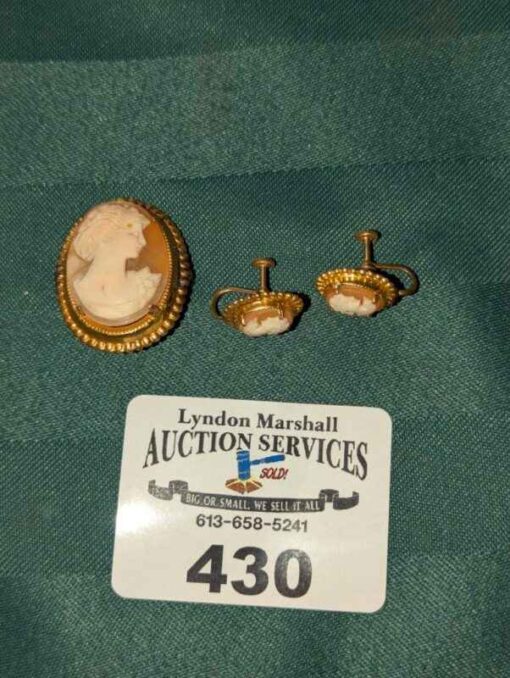 Lyndon Marshall
AUCTION SERVICES
SOLD!
BIG OR SMALL, WE SELL IT ALL
613-658-5241
430